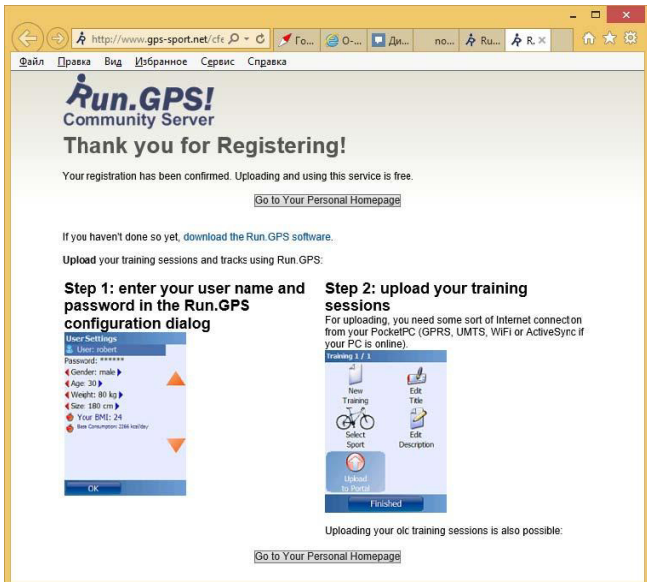 http://www.gps-sport.net/cfe
Го...
О-...
Ди...
по...
Ru...
R.
Файл Правка Вид Избранное Сервис Справка
Run.GPS!
Community Server
Thank you for Registering!
Your registration has been confirmed. Uploading and using this service is free.
Go to Your Personal Homepage
If you haven't done so yet, download the Run.GPS software.
Upload your training sessions and tracks using Run.GPS:
Step 1: enter your user name and
password in the Run.GPS
configuration dialog
User Settings
User: robert
Password: ******
Gender: male
Age: 30
Weight: 80 kg
Size: 180 cm
Your BMI: 24
Base Consumption: 2266 kcal/day
OK
Step 2: upload your training
sessions
For uploading, you need some sort of Internet connection
from your PocketPC (GPRS, UMTS, WiFi or ActiveSync if
your PC is online).
Training 1 / 1
New
Training
Edit
Title
Select
Sport
Edit
Description
Upload
to Portal
Finished
Uploading your old training sessions is also possible:
Go to Your Personal Homepage